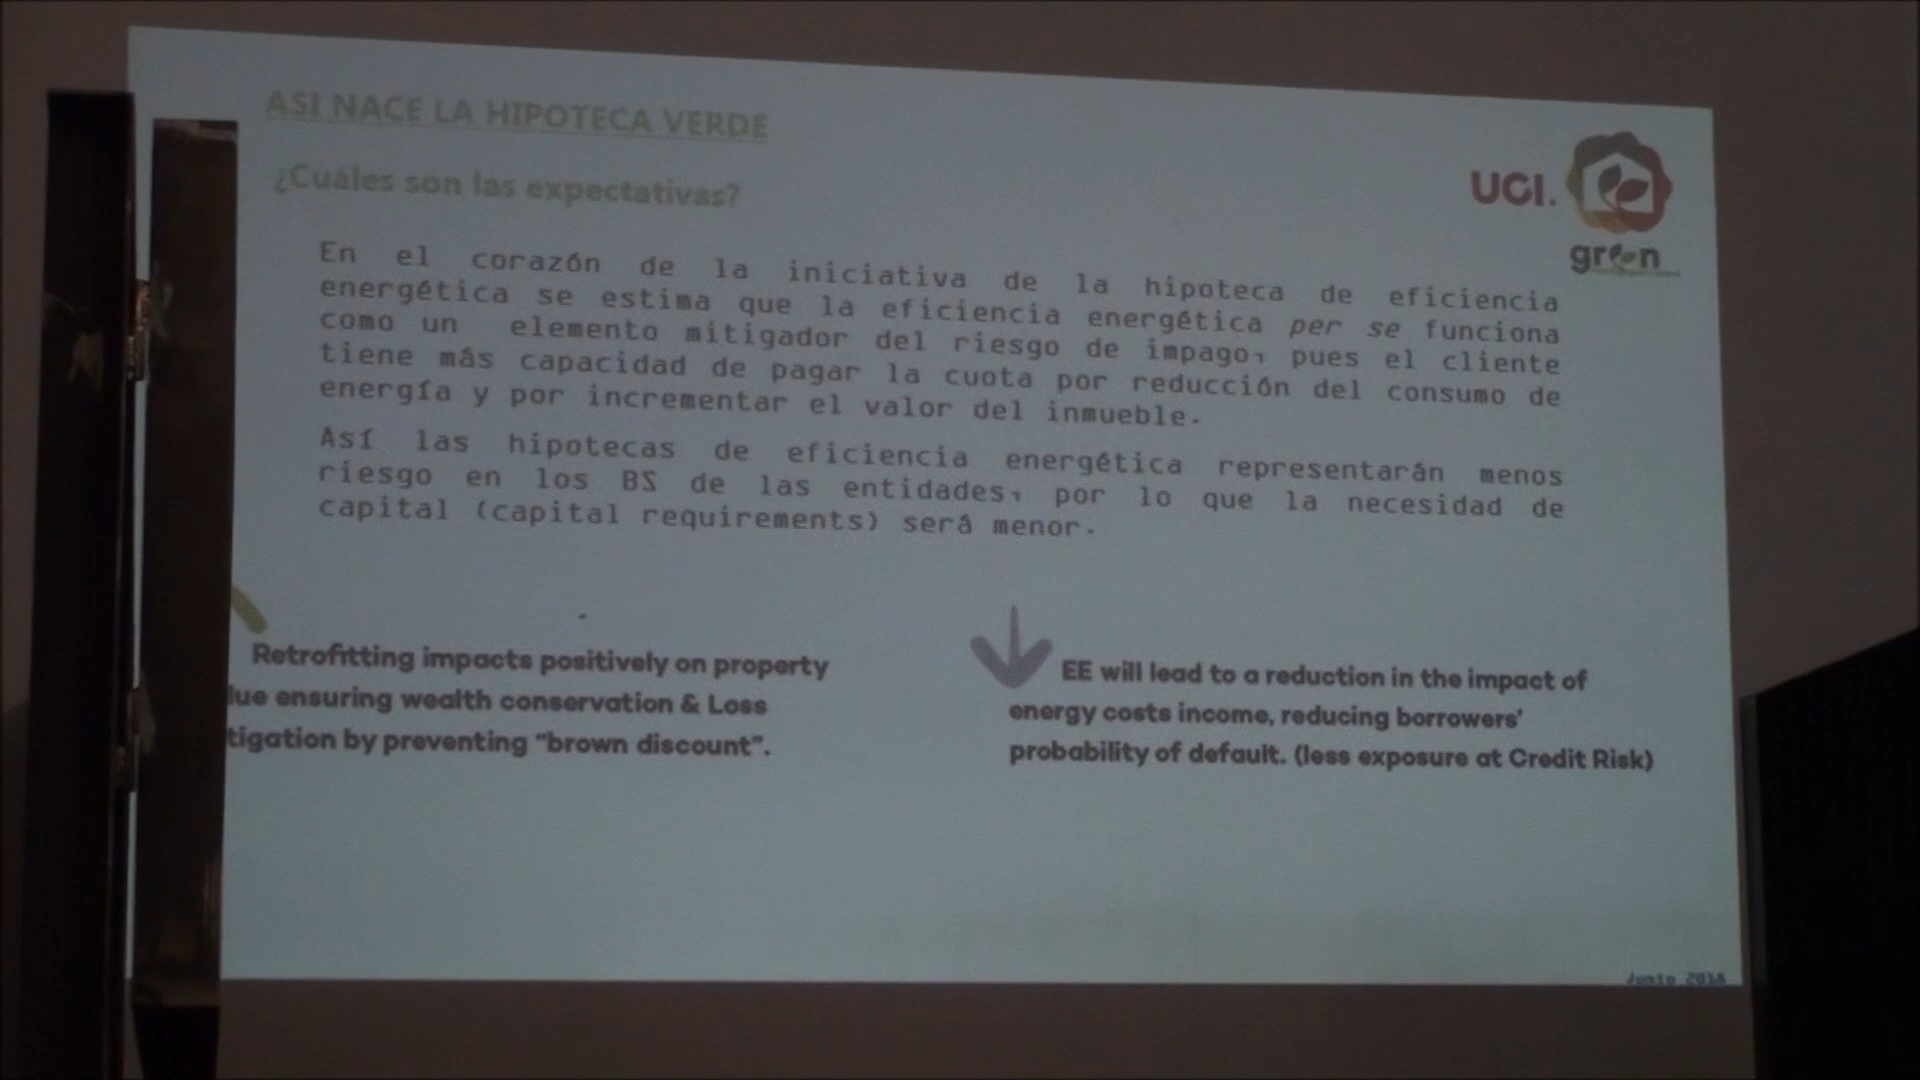 ASI NACE LA HIPOTECA VERDE
¿Cuáles son las expectativas?
UCI.
green
En el corazón de la iniciativa de la hipoteca de eficiencia
energética se estima que la eficiencia energética per se funciona
como un elemento mitigador del riesgo de impago, pues el cliente
tiene más capacidad de pagar la cuota por reducción del consumo de
energía y por incrementar el valor del inmueble.
Así las hipotecas de eficiencia energética representarán menos
riesgo en los BS de las entidades, por lo que la necesidad de
capital (capital requirements) será menor.
Retrofitting impacts positively on property
lue ensuring wealth conservation & Loss
tigation by preventing “brown discount”.
EE will lead to a reduction in the impact of
energy costs income, reducing borrowers’
probability of default. (less exposure at Credit Risk)
Junio 2018